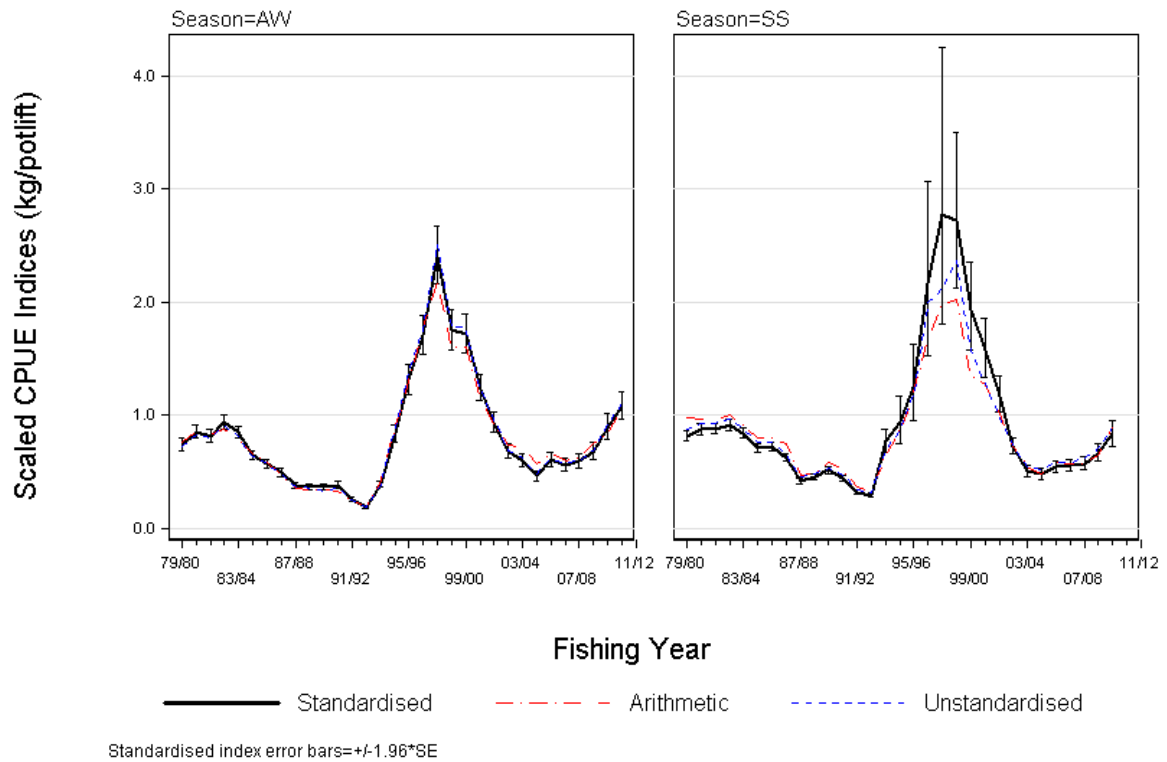 Season=AW
Season=SS
Scaled CPUE Indices (kg/potlift)
4.0
3.0
2.0
1.0
0.0
79/80 87/88 95/96 03/04 11/12
83/84 91/92 99/00 07/08
79/80 87/88 95/96 03/04 11/12
83/84 91/92 99/00 07/08
Fishing Year
Standardised Arithmetic Unstandardised
Standardised index error bars=+/-1.96*SE